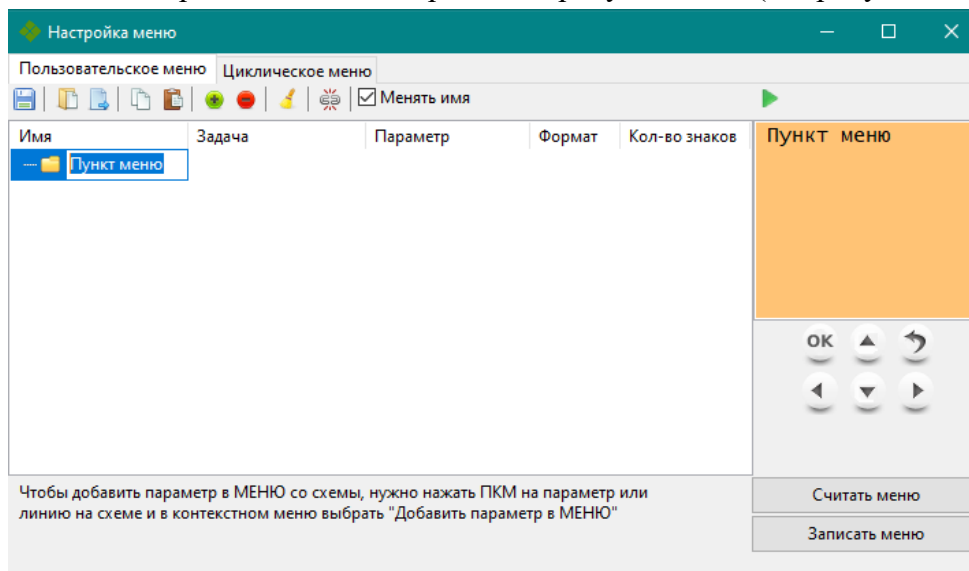 Настройка меню
Пользовательское меню Циклическое меню
Менять имя
Имя Задача Параметр Формат Кол-во знаков
Пункт меню
Пункт меню
OK
Чтобы добавить параметр в МЕНЮ со схемы, нужно нажать ПКМ на параметр или
линию на схеме и в контекстном меню выбрать "Добавить параметр в МЕНЮ"
Считать меню
Записать меню